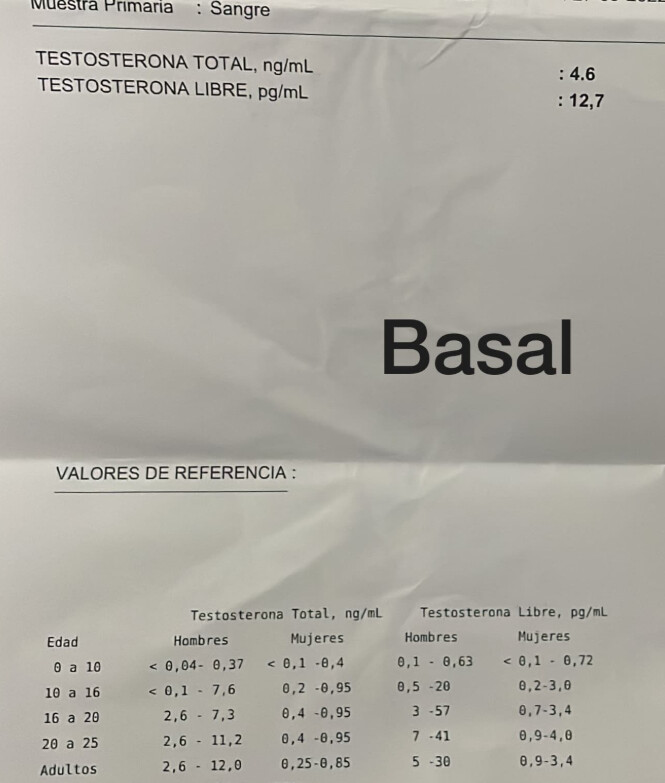 Muestra Primaria : Sangre
TESTOSTERONA TOTAL, ng/mL : 4.6
TESTOSTERONA LIBRE, pg/mL : 12,7
Basal
VALORES DE REFERENCIA :
Testosterona Total, ng/mL Testosterona Libre, pg/mL
Edad Hombres Mujeres Hombres Mujeres
0 a 10 < 0,04- 0,37 < 0,1 -0,4 0,1 - 0,63 < 0,1 - 0,72
10 a 16 < 0,1 - 7,6 0,2 -0,95 0,5 -20 0,2-3,0
16 a 20 2,6 - 7,3 0,4 -0,95 3 -57 0,7-3,4
20 a 25 2,6 - 11,2 0,4 -0,95 7 -41 0,9-4,0
Adultos 2,6 - 12,0 0,25-0,85 5 -30 0,9-3,4